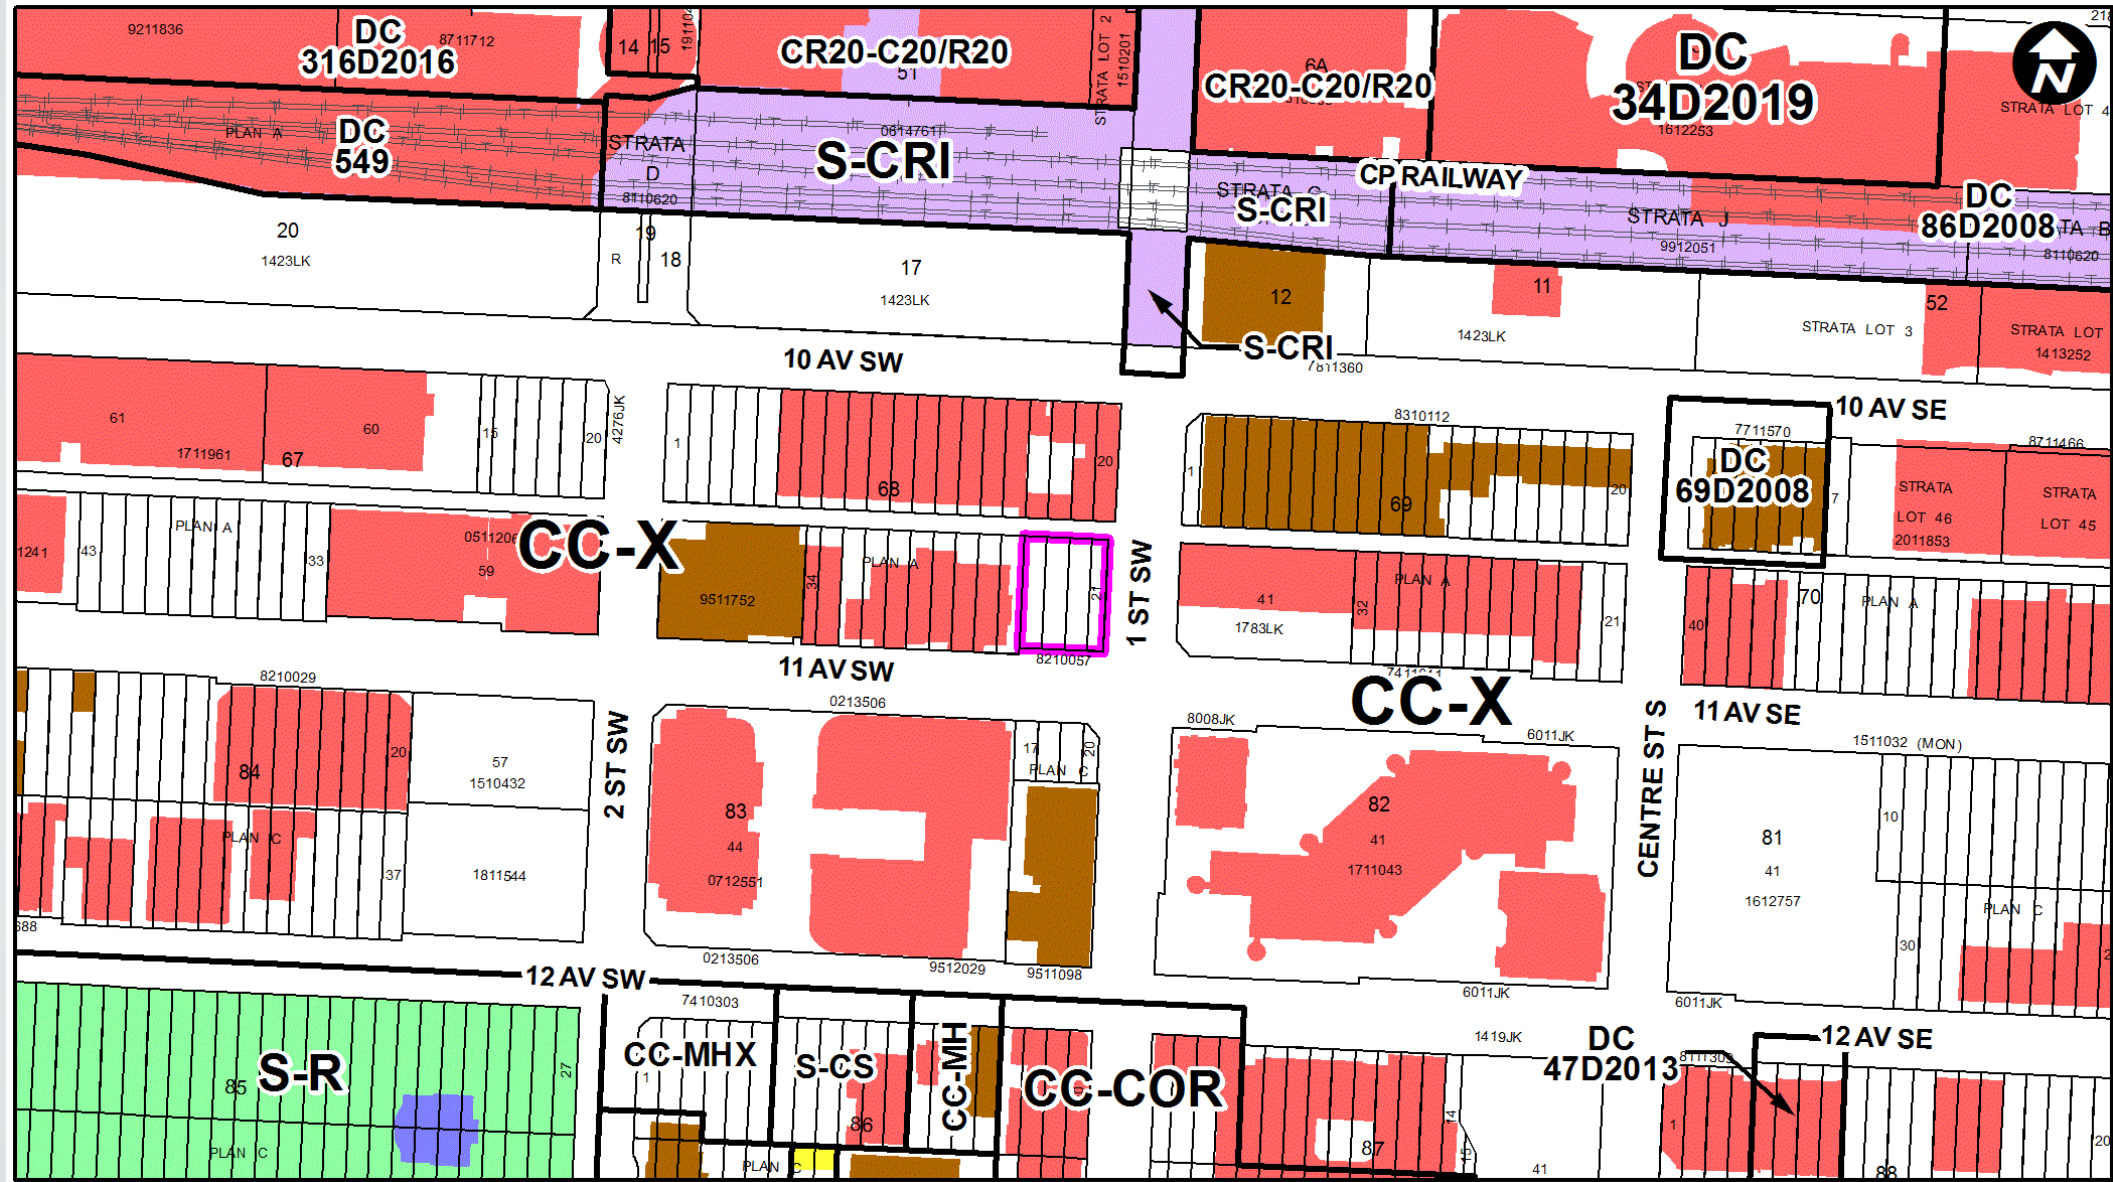 9211836
DC
316D2016
8711712
14
15
CR20-C20/R20
51
STRATA LOT 2
1510201
6A
CR20-C20/R20
DC
34D2019
1612253
N
STRATA LOT 4
PLAN A
DC
549
STRATA
D
8110620
0614761
S-CRI
CP RAILWAY
S-CRI
STRATA J
9912051
DC
86D2008
8110620
20
1423LK
R
19
18
17
1423LK
12
11
1423LK
52
STRATA LOT 3
STRATA LOT
1413252
S-CRI
7811360
10 AV SW
61
60
1711961
67
15
20
4276JK
1
68
20
8310112
1
69
20
10 AV SE
7711570
DC
69D2008
7
8711466
STRATA
LOT 46
2011853
STRATA
LOT 45
1241
43
PLAN A
33
59
CC-X
9511752
34
PLAN A
21
1 ST SW
41
1783LK
32
PLAN A
21
40
70
PLAN A
11 AV SW
8210057
CC-X
11 AV SE
8210029
84
20
57
1510432
2 ST SW
0213506
83
44
0712551
17
20
PLAN C
8008JK
6011JK
82
41
1711043
CENTRE ST S
1511032 (MON)
81
41
1612757
10
PLAN C
30
PLAN C
37
1811544
0213506
9512029
9511098
6011JK
6011JK
12 AV SW
7410303
85
S-R
27
PLAN C
CC-MHX
1
S-CS
86
CC-MH
CC-COR
PLAN C
87
14
15
1419JK
41
DC
47D2013
12 AV SE
1
88
20